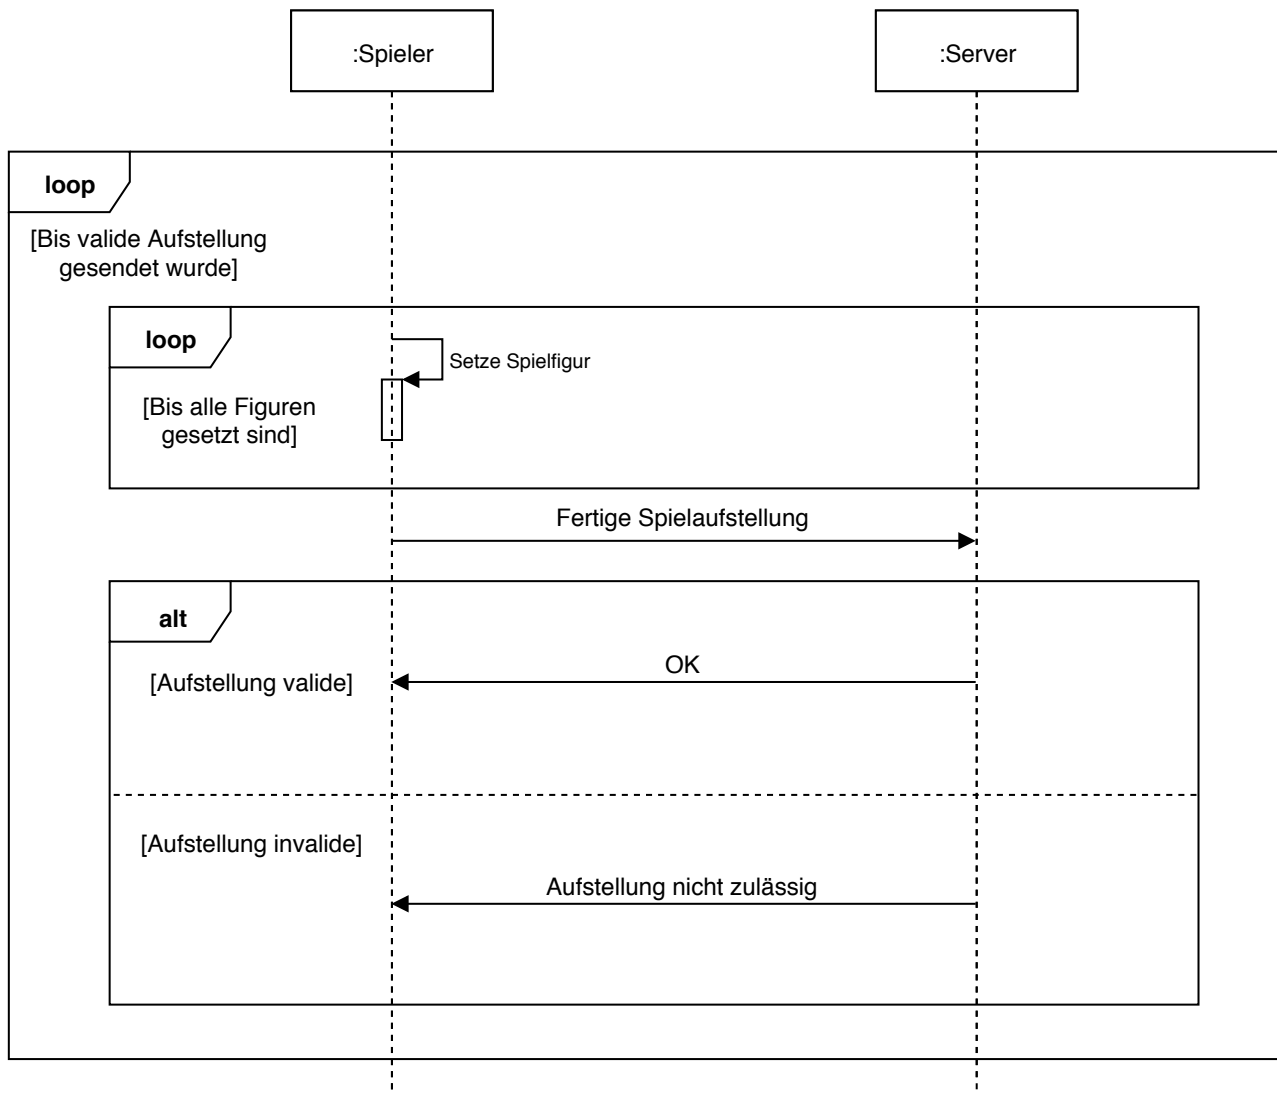 :Spieler
:Server
loop
[Bis valide Aufstellung
gesendet wurde]
loop
Setze Spielfigur
[Bis alle Figuren
gesetzt sind]
Fertige Spielaufstellung
alt
OK
[Aufstellung valide]
[Aufstellung invalide]
Aufstellung nicht zulässig